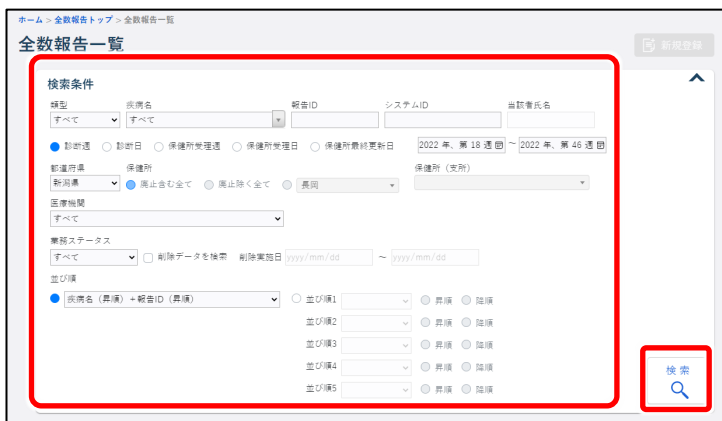 ホーム > 全数報告トップ > 全数報告一覧
全数報告一覧
新規登録
検索条件
類型 疾病名 報告ID システムID 当該者氏名
すべて すべて
診断週 診断日 保健所受理週 保健所受理日 保健所最終更新日 2022 年、第 18 週 ~ 2022 年、第 46 週
都道府県 保健所 保健所（支所）
新潟県 廃止含む全て 廃止除く全て 長岡
医療機関
すべて
業務ステータス
すべて 削除データを検索 削除実施日 yyyy/mm/dd ~ yyyy/mm/dd
並び順
疾病名（昇順）+報告ID（昇順） 並び順1 昇順 降順
並び順2 昇順 降順
並び順3 昇順 降順
並び順4 昇順 降順
並び順5 昇順 降順
検索